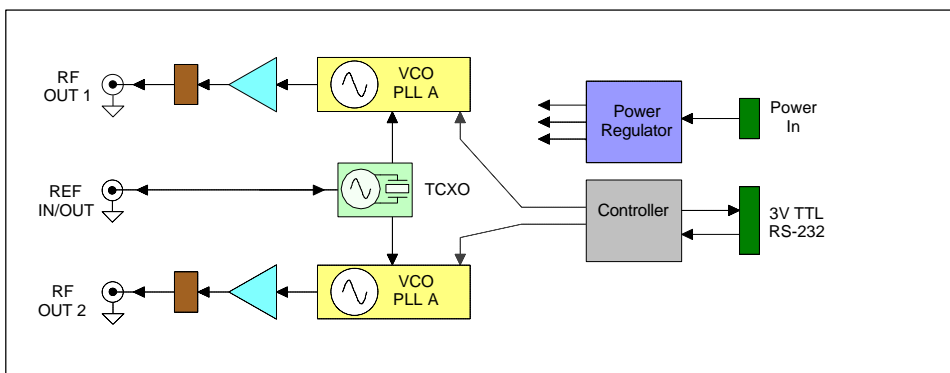 RF
OUT 1
VCO
PLL A
Power
Regulator
Power
In
REF
IN/OUT
TCXO
Controller
3V TTL
RS-232
RF
OUT 2
VCO
PLL A